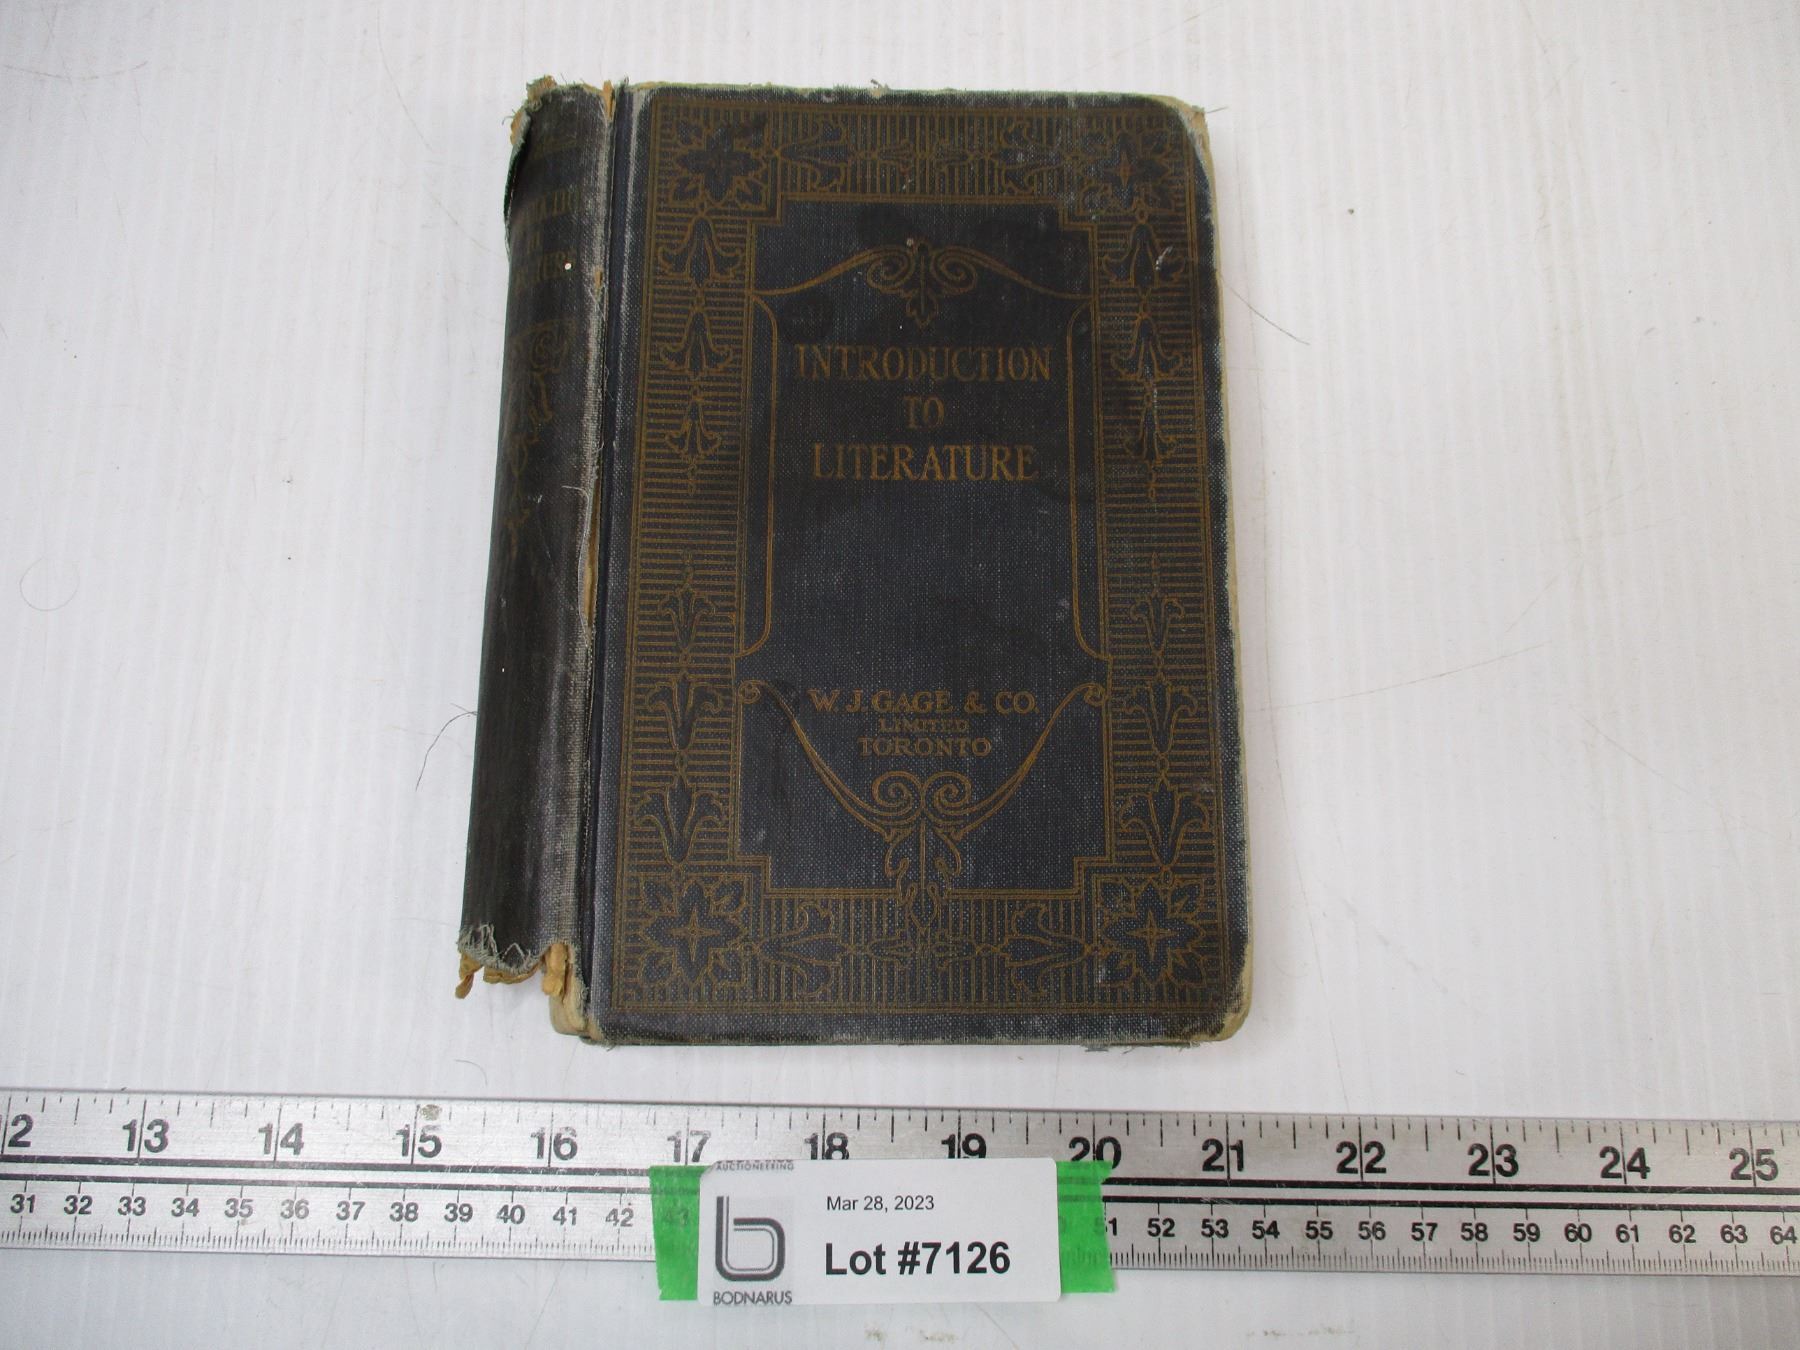 INTRODUCTION
TO
LITERATURE
W. J. GAGE & CO.
LIMITED
TORONTO
12 13 14 15 16 17 18 19 20 21 22 23 24 25
31 32 33 34 35 36 37 38 39 40 41 42 43 51 52 53 54 55 56 57 58 59 60 61 62 63 64
AUCTIONEERING
b
BODNARUS
Mar 28, 2023
Lot #7126